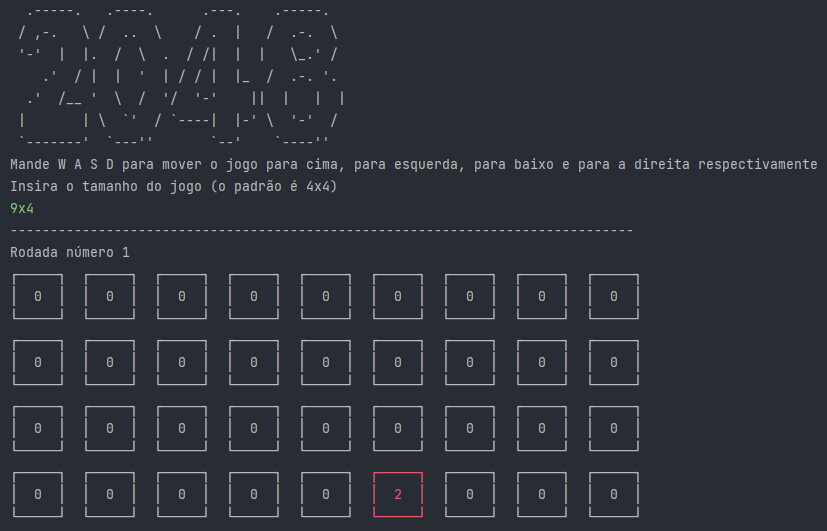 2048
Mande W A S D para mover o jogo para cima, para esquerda, para baixo e para a direita respectivamente
Insira o tamanho do jogo (o padrão é 4x4)
9x4
------------------------------------------------------------------------------
Rodada número 1
0 0 0 0 0 0 0 0 0
0 0 0 0 0 0 0 0 0
0 0 0 0 0 0 0 0 0
0 0 0 0 0 2 0 0 0